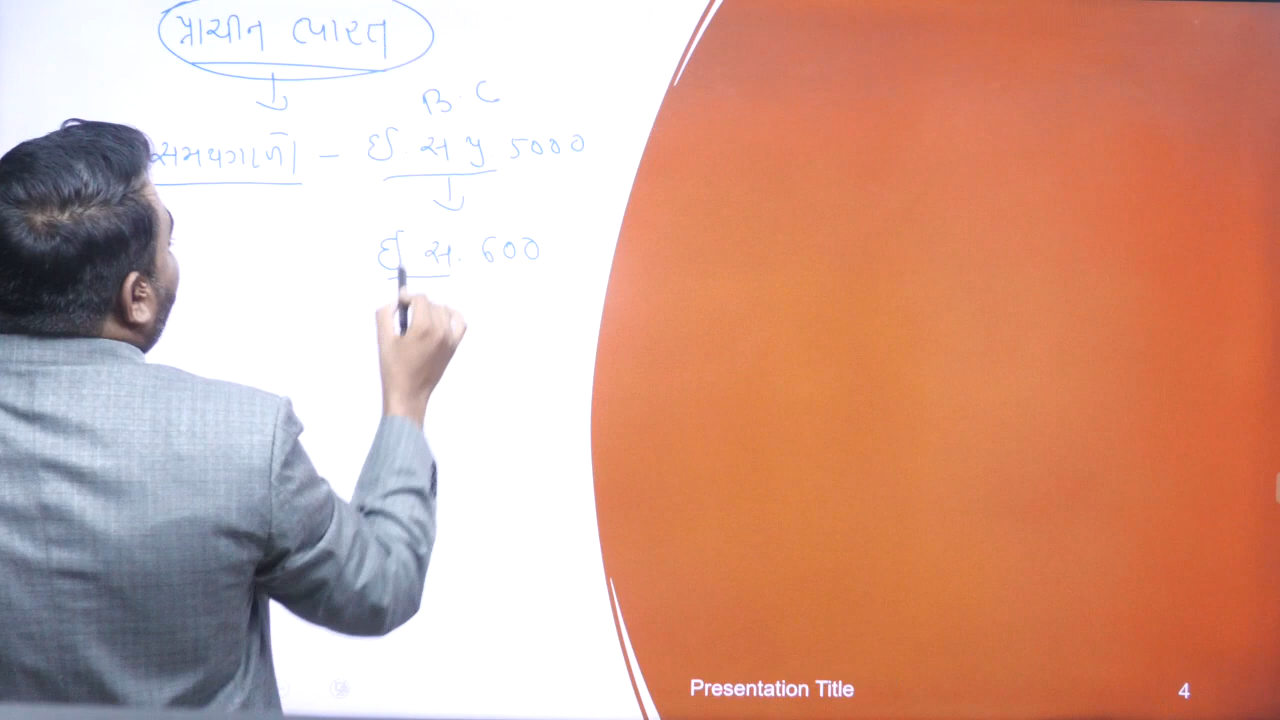 પ્રાચીન ભારત
B.C
સમયગાળો - ઈ.સ પુ 5000
ઈ સ. 600
Presentation Title
4